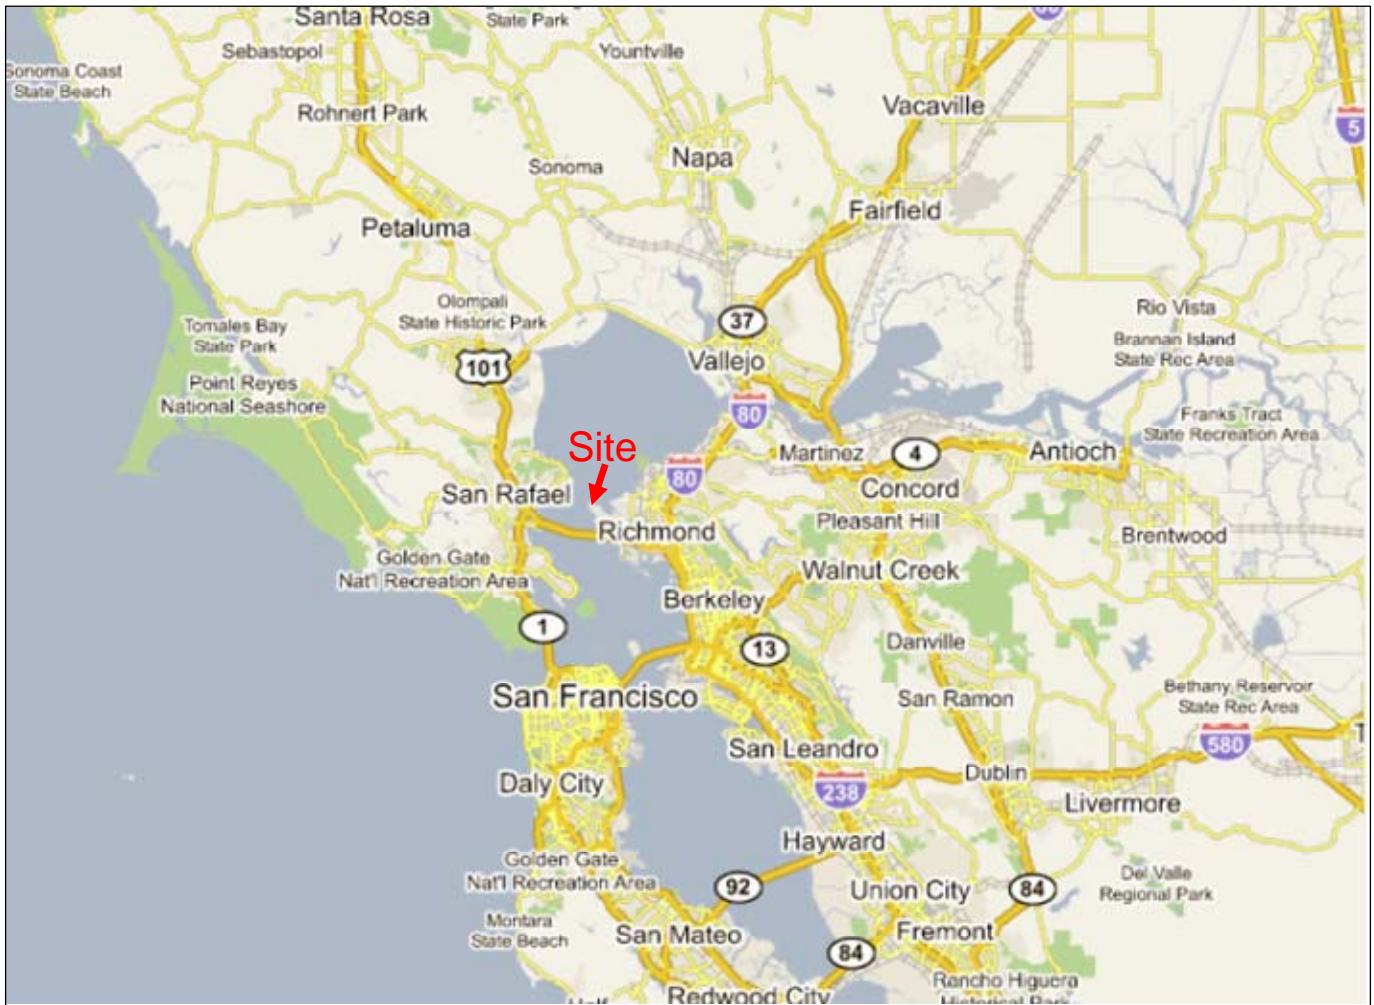 Santa Rosa
State Park
80
Sebastopol
Yountville
Sonoma Coast
State Beach
Vacaville
Rohnert Park
5
Napa
Sonoma
Fairfield
Petaluma
Olompali
State Historic Park
Rio Vista
Tomales Bay
State Park
37
Brannan Island
State Rec Area
Vallejo
101
Point Reyes
National Seashore
80
Franks Tract
State Recreation Area
Site
Martinez
4
Antioch
80
San Rafael
Concord
Richmond
Pleasant Hill
Brentwood
Golden Gate
Nat'l Recreation Area
Walnut Creek
Berkeley
1
13
Danville
San Francisco
San Ramon
Bethany Reservoir
State Rec Area
San Leandro
580
Daly City
238
Dublin
Livermore
Hayward
Golden Gate
Nat'l Recreation Area
92
Union City
84
Del Valle
Regional Park
Montara
State Beach
San Mateo
Fremont
84
Rancho Higuera
Historical Park
Half
Redwood City